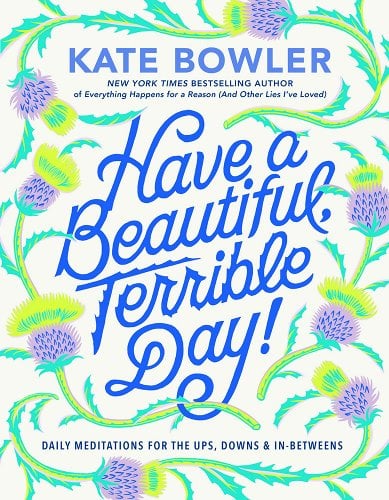 KATE BOWLER
NEW YORK TIMES BESTSELLING AUTHOR
of Everything Happens for a Reason (And Other Lies I've Loved)
Have a
Beautiful,
Terrible
Day!
DAILY MEDITATIONS FOR THE UPS, DOWNS & IN-BETWEENS